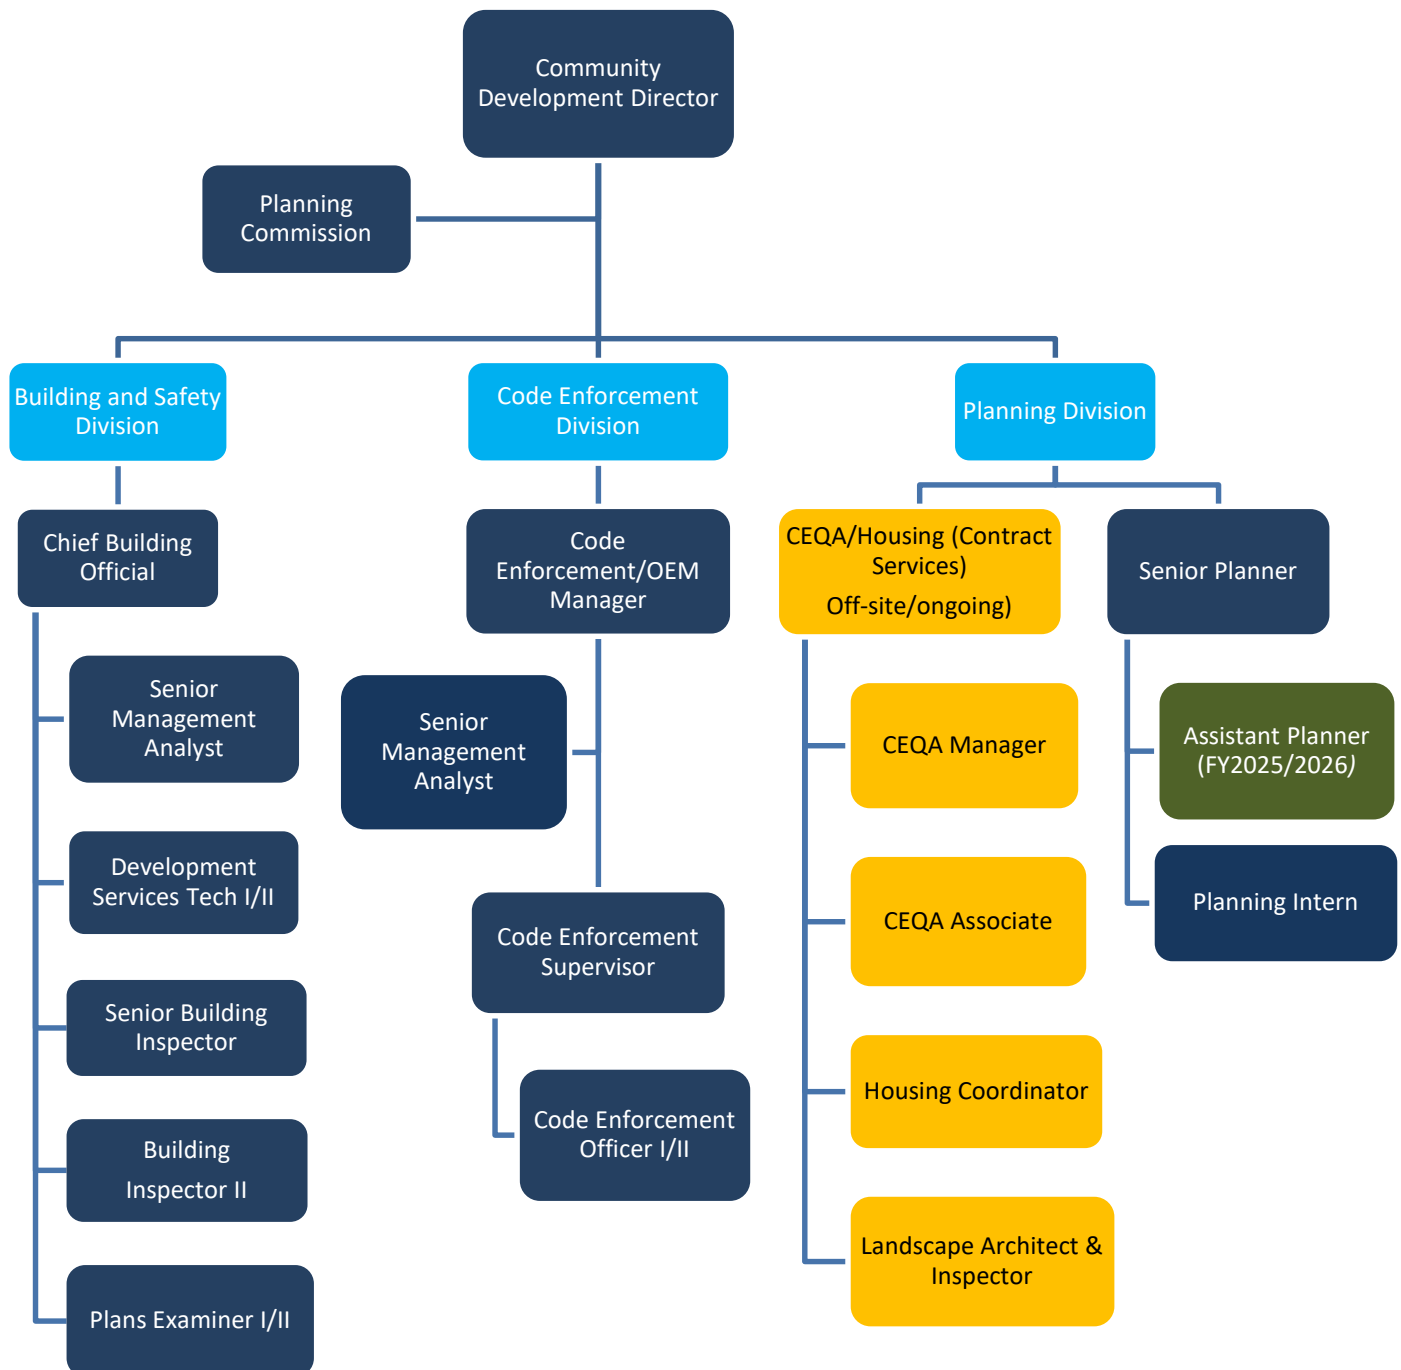 Community
Development Director
Planning
Commission
Building and Safety
Division
Code Enforcement
Division
Planning Division
Chief Building
Official
Senior
Management
Analyst
Development
Services Tech I/II
Senior Building
Inspector
Building
Inspector II
Plans Examiner I/II
Code
Enforcement/OEM
Manager
Senior
Management
Analyst
Code Enforcement
Supervisor
Code Enforcement
Officer I/II
CEQA/Housing (Contract
Services)
Off-site/ongoing)
CEQA Manager
CEQA Associate
Housing Coordinator
Landscape Architect &
Inspector
Senior Planner
Assistant Planner
(FY2025/2026)
Planning Intern